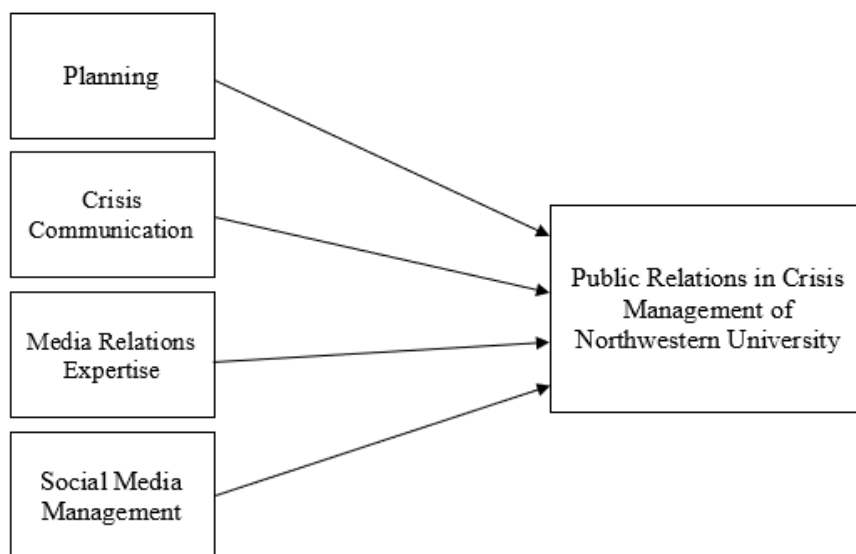 Planning
Crisis
Communication
Media Relations
Expertise
Social Media
Management
Public Relations in Crisis
Management of
Northwestern University